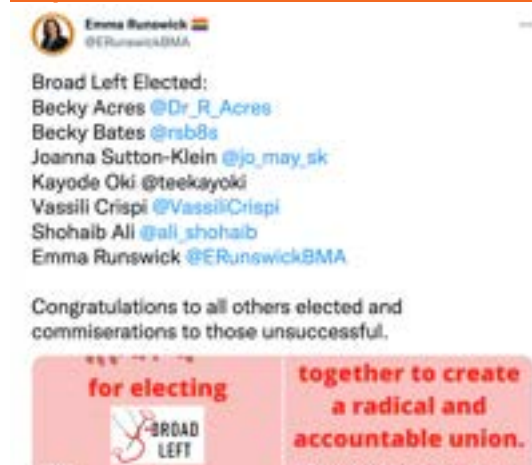 Emma Runswick
@ERunswickBMA
Broad Left Elected:
Becky Acres @Dr_R_Acres
Becky Bates @rsb8s
Joanna Sutton-Klein @jo_may_sk
Kayode Oki @teekayoki
Vassili Crispi @VassiliCrispi
Shohaib Ali @ali_shohaib
Emma Runswick @ERunswickBMA
Congratulations to all others elected and
commiserations to those unsuccessful.
for electing
BROAD
LEFT
together to create
a radical and
accountable union.